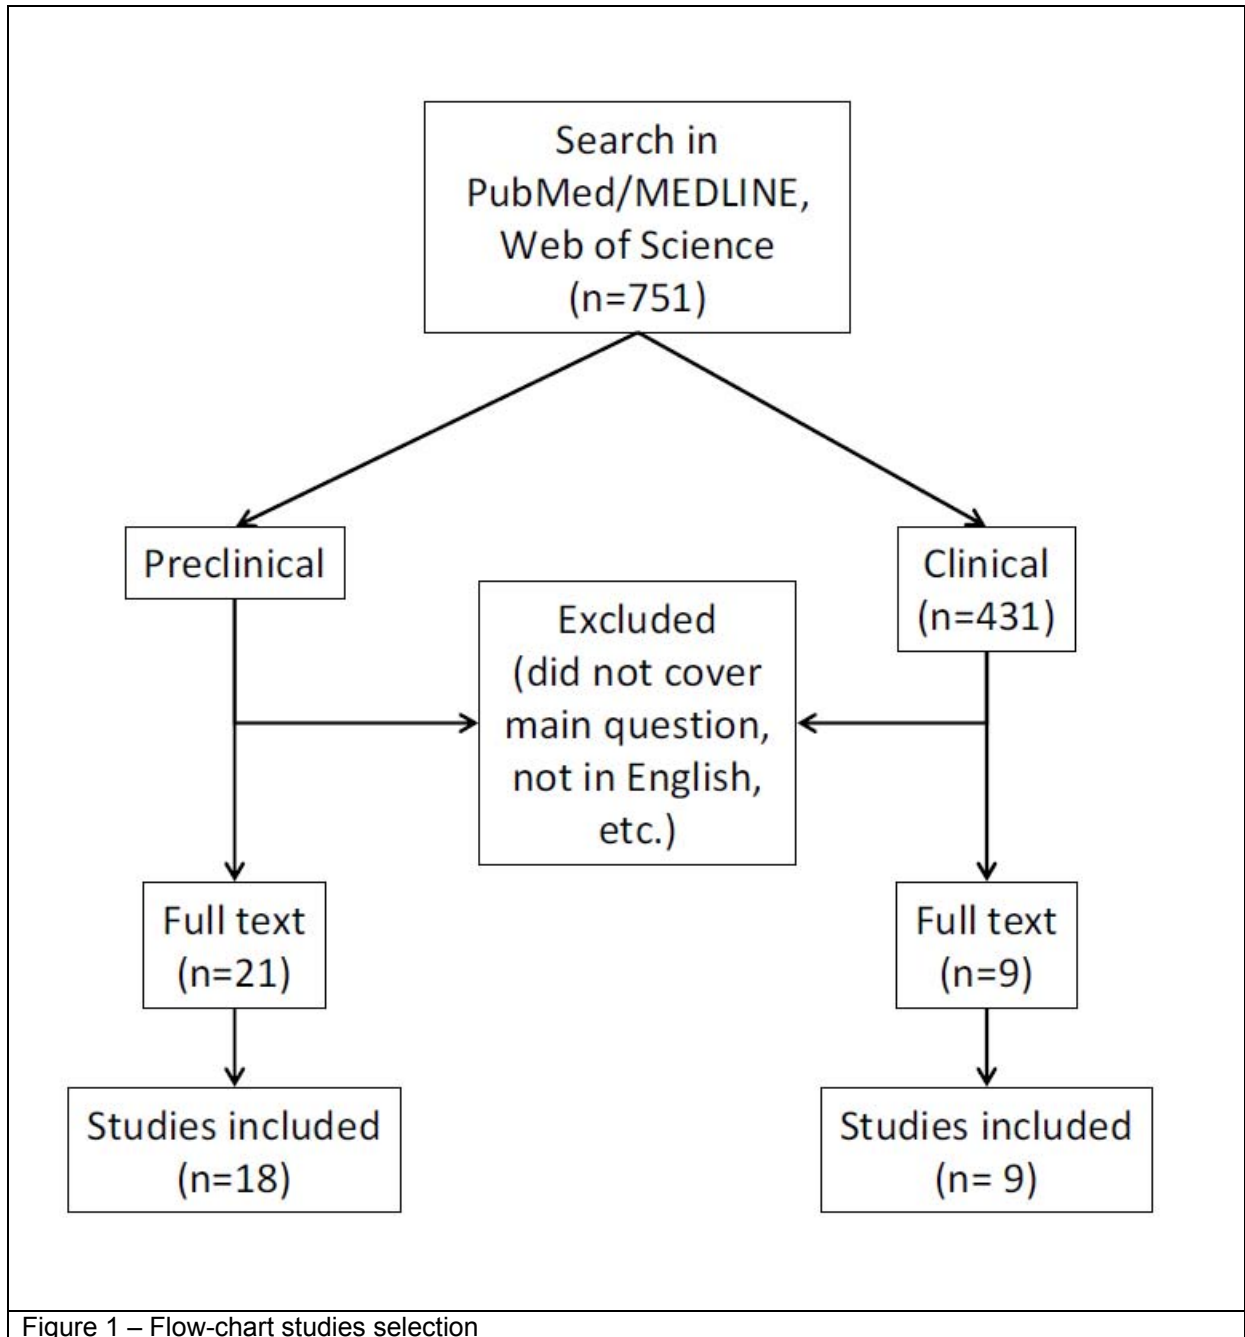 Search in
PubMed/MEDLINE,
Web of Science
(n=751)
Preclinical
Clinical
(n=431)
Excluded
(did not cover
main question,
not in English,
etc.)
Full text
(n=21)
Full text
(n=9)
Studies included
(n=18)
Studies included
(n= 9)
Figure 1 – Flow-chart studies selection